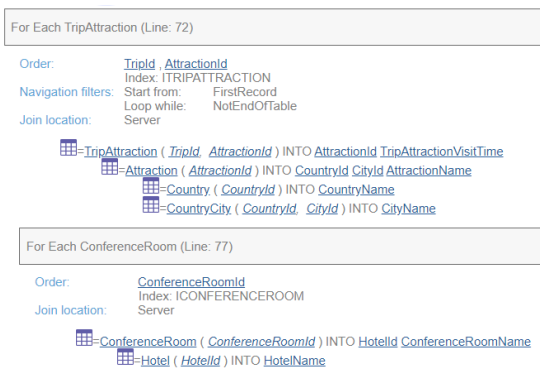 For Each TripAttraction (Line: 72)
Order: TripId , AttractionId
Index: ITRIPATTRACTION
Navigation filters: Start from: FirstRecord
Loop while: NotEndOfTable
Join location: Server
=TripAttraction ( TripId, AttractionId ) INTO AttractionId TripAttractionVisitTime
=Attraction ( AttractionId ) INTO CountryId CityId AttractionName
=Country ( CountryId ) INTO CountryName
=CountryCity ( CountryId, CityId ) INTO CityName
For Each ConferenceRoom (Line: 77)
Order: ConferenceRoomId
Index: ICONFERENCEROOM
Join location: Server
=ConferenceRoom ( ConferenceRoomId ) INTO HotelId ConferenceRoomName
=Hotel ( HotelId ) INTO HotelName